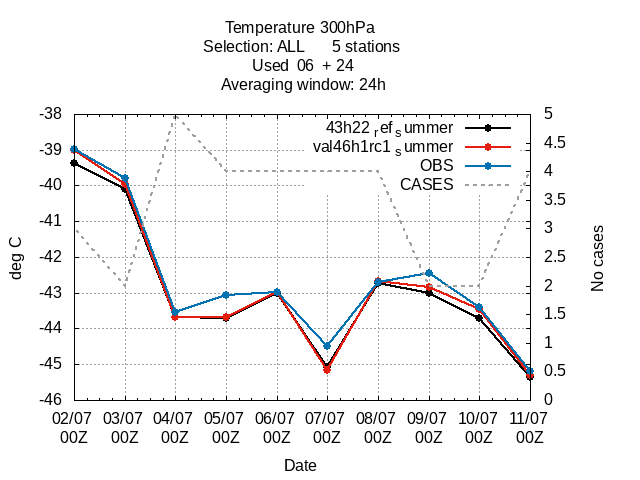 Temperature 300hPa
Selection: ALL 5 stations
Used 06 + 24
Averaging window: 24h
43h22 refsummer
val46h1rc1 summer
OBS
CASES
-38
-39
-40
-41
-42
-43
-44
-45
-46
deg C
5
4.5
4
3.5
3
2.5
2
1.5
1
0.5
0
No cases
02/07 03/07 04/07 05/07 06/07 07/07 08/07 09/07 10/07 11/07
00Z 00Z 00Z 00Z 00Z 00Z 00Z 00Z 00Z 00Z
Date